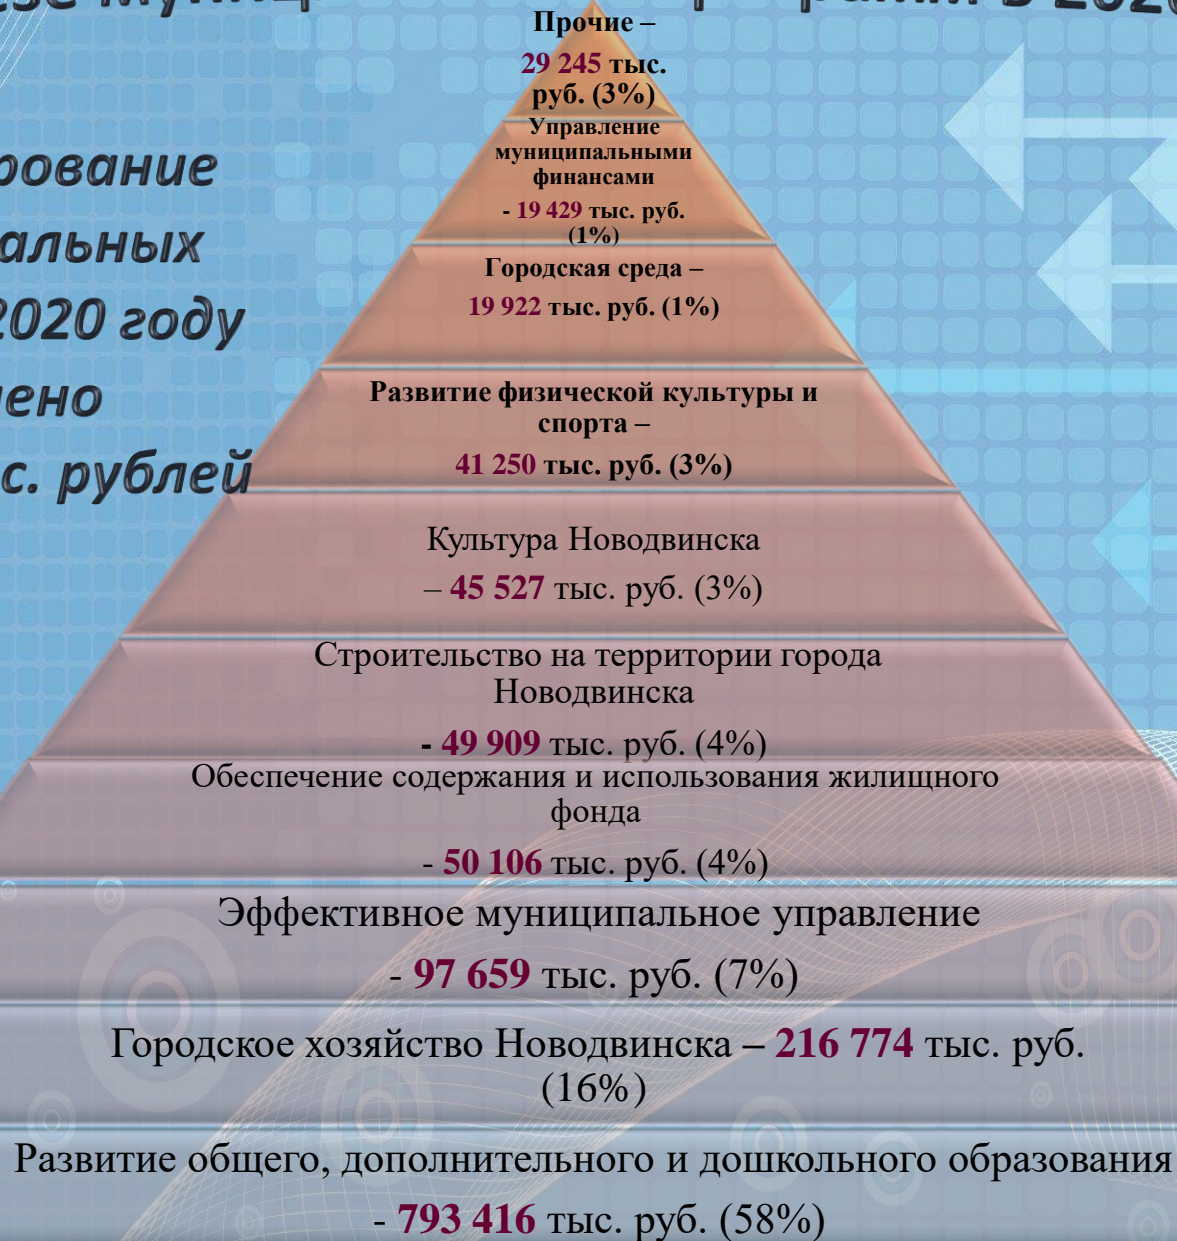 2020
2020 году
с. рублей
Прочие –
29 245 тыс.
руб. (3%)
Управление
муниципальными
финансами
- 19 429 тыс. руб.
(1%)
Городская среда –
19 922 тыс. руб. (1%)
Развитие физической культуры и
спорта –
41 250 тыс. руб. (3%)
Культура Новодвинска
– 45 527 тыс. руб. (3%)
Строительство на территории города
Новодвинска
- 49 909 тыс. руб. (4%)
Обеспечение содержания и использования жилищного
фонда
- 50 106 тыс. руб. (4%)
Эффективное муниципальное управление
- 97 659 тыс. руб. (7%)
Городское хозяйство Новодвинска – 216 774 тыс. руб.
(16%)
Развитие общего, дополнительного и дошкольного образования
- 793 416 тыс. руб. (58%)